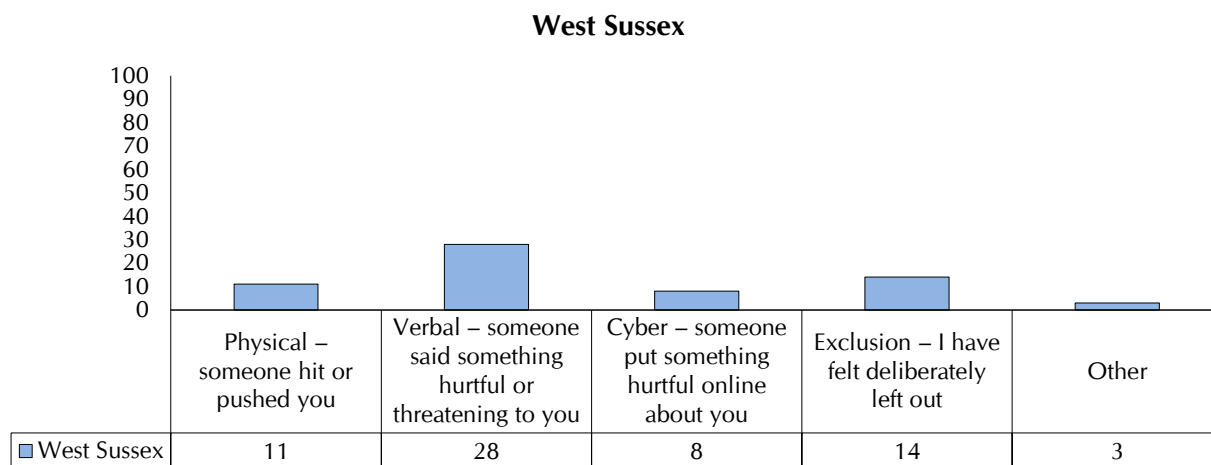 West Sussex
100
90
80
70
60
50
40
30
20
10
0
Physical –
someone hit or
pushed you
Verbal – someone
said something
hurtful or
threatening to you
Cyber – someone
put something
hurtful online
about you
Exclusion – I have
felt deliberately
left out
Other
West Sussex 11 28 8 14 3